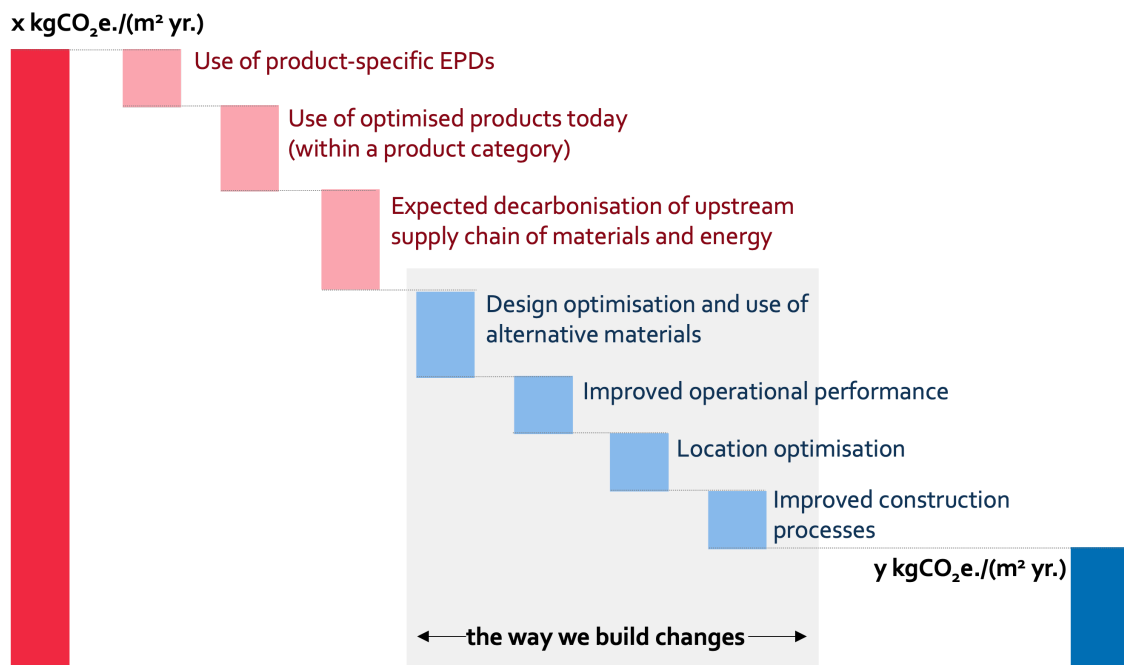 x kgCO₂e./(m² yr.)
Use of product-specific EPDs
Use of optimised products today
(within a product category)
Expected decarbonisation of upstream
supply chain of materials and energy
Design optimisation and use of
alternative materials
Improved operational performance
Location optimisation
Improved construction
processes
y kgCO₂e./(m² yr.)
the way we build changes